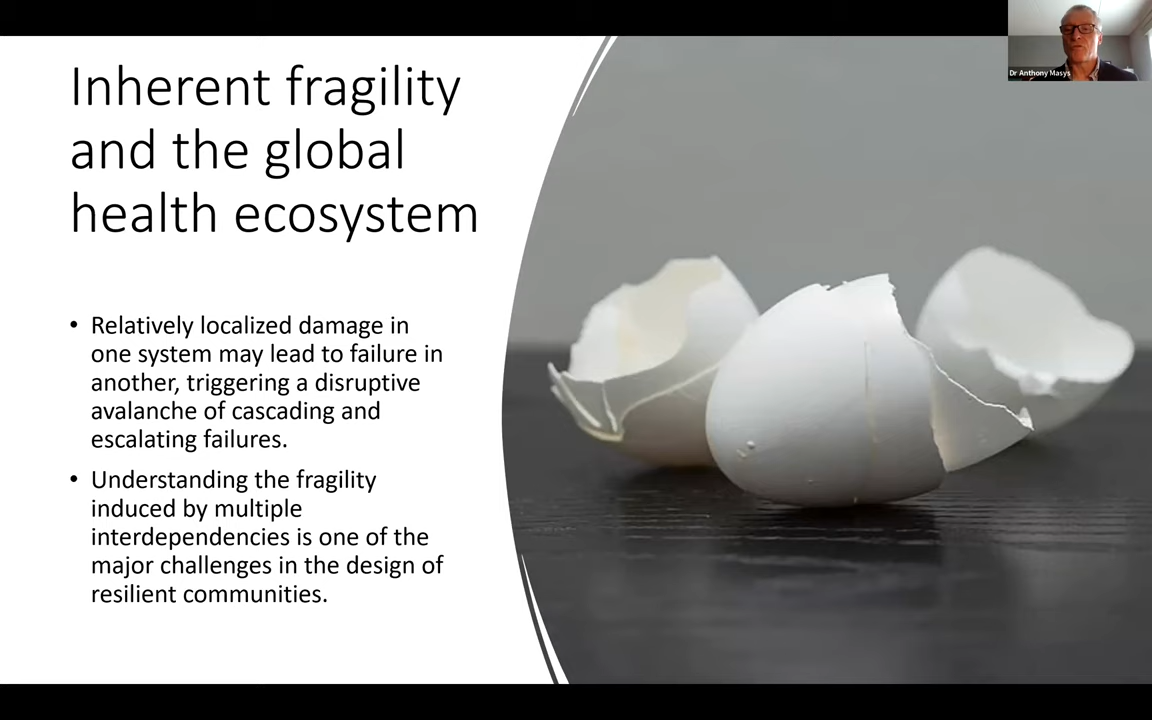 Dr Anthony Masys
Inherent fragility
and the global
health ecosystem
• Relatively localized damage in
one system may lead to failure in
another, triggering a disruptive
avalanche of cascading and
escalating failures.
• Understanding the fragility
induced by multiple
interdependencies is one of the
major challenges in the design of
resilient communities.